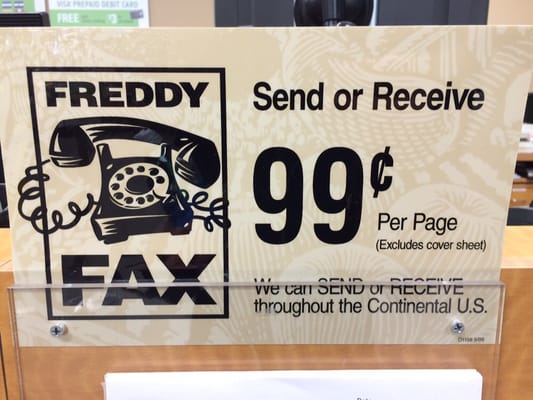 VISA PREPAID DEBIT CARD
FREE
$3
FREDDY
FAX
Send or Receive
99¢
Per Page
(Excludes cover sheet)
We can SEND or RECEIVE
throughout the Continental U.S.